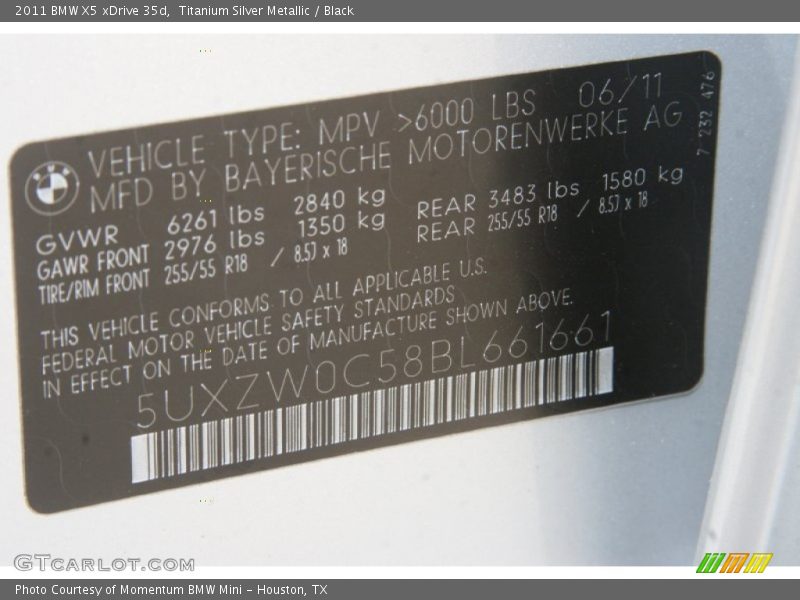 2011 BMW X5 xDrive 35d,  Titanium Silver Metallic / Black
VEHICLE TYPE: MPV >6000 LBS 06/11
MFD BY BAYERISCHE MOTORENWERKE AG
7 232 476
GVWR 6261 lbs 2840 kg
GAWR FRONT 2976 lbs 1350 kg REAR 3483 lbs 1580 kg
TIRE/RIM FRONT 255/55 R18 / 8.5J x 18 REAR 255/55 R18 / 8.5J x 18
THIS VEHICLE CONFORMS TO ALL APPLICABLE U.S.
FEDERAL MOTOR VEHICLE SAFETY STANDARDS
IN EFFECT ON THE DATE OF MANUFACTURE SHOWN ABOVE.
5UXZW0C58BL661661
GTCARLOT.COM
Photo Courtesy of Momentum BMW Mini - Houston, TX